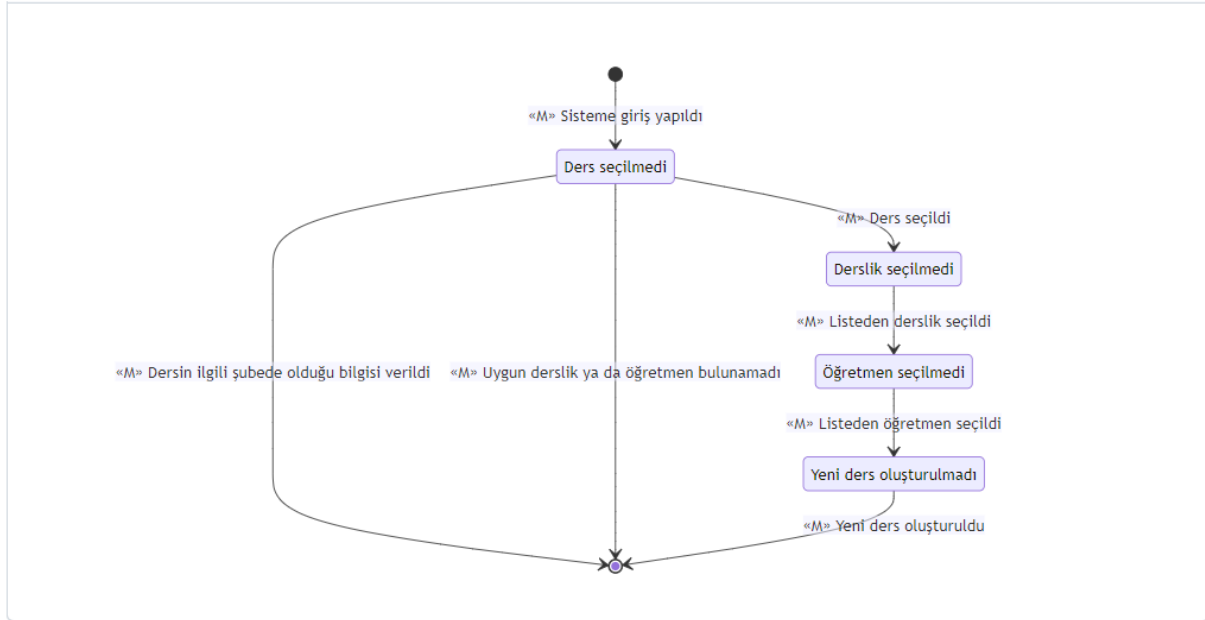 «M» Sisteme giriş yapıldı
Ders seçilmedi
«M» Ders seçildi
Derslik seçilmedi
«M» Listeden derslik seçildi
«M» Dersin ilgili şubede olduğu bilgisi verildi
«M» Uygun derslik ya da öğretmen bulunamadı
Öğretmen seçilmedi
«M» Listeden öğretmen seçildi
Yeni ders oluşturulmadı
«M» Yeni ders oluşturuldu